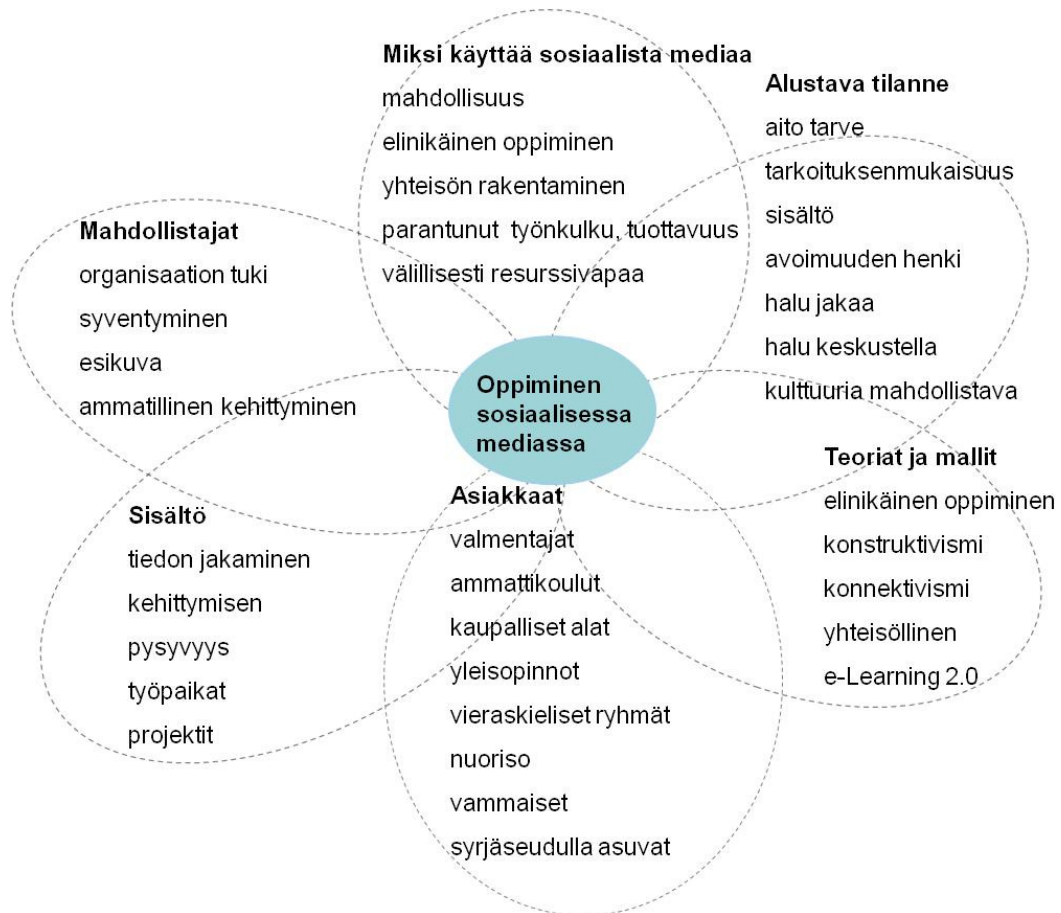 Miksi käyttää sosiaalista mediaa
mahdollisuus
elinikäinen oppiminen
yhteisön rakentaminen
parantunut työnkulku, tuottavuus
välillisesti resurssivapaa
Alustava tilanne
aito tarve
tarkoituksenmukaisuus
sisältö
avoimuuden henki
halu jakaa
halu keskustella
kulttuuria mahdollistava
Mahdollistajat
organisaation tuki
syventyminen
esikuva
ammatillinen kehittyminen
Oppiminen
sosiaalisessa
mediassa
Teoriat ja mallit
elinikäinen oppiminen
konstruktivismi
konnektivismi
yhteisöllinen
e-Learning 2.0
Sisältö
tiedon jakaminen
kehittymisen
pysyvyys
työpaikat
projektit
Asiakkaat
valmentajat
ammattikoulut
kaupalliset alat
yleisopinnot
vieraskieliset ryhmät
nuoriso
vammaiset
syrjäseudulla asuvat